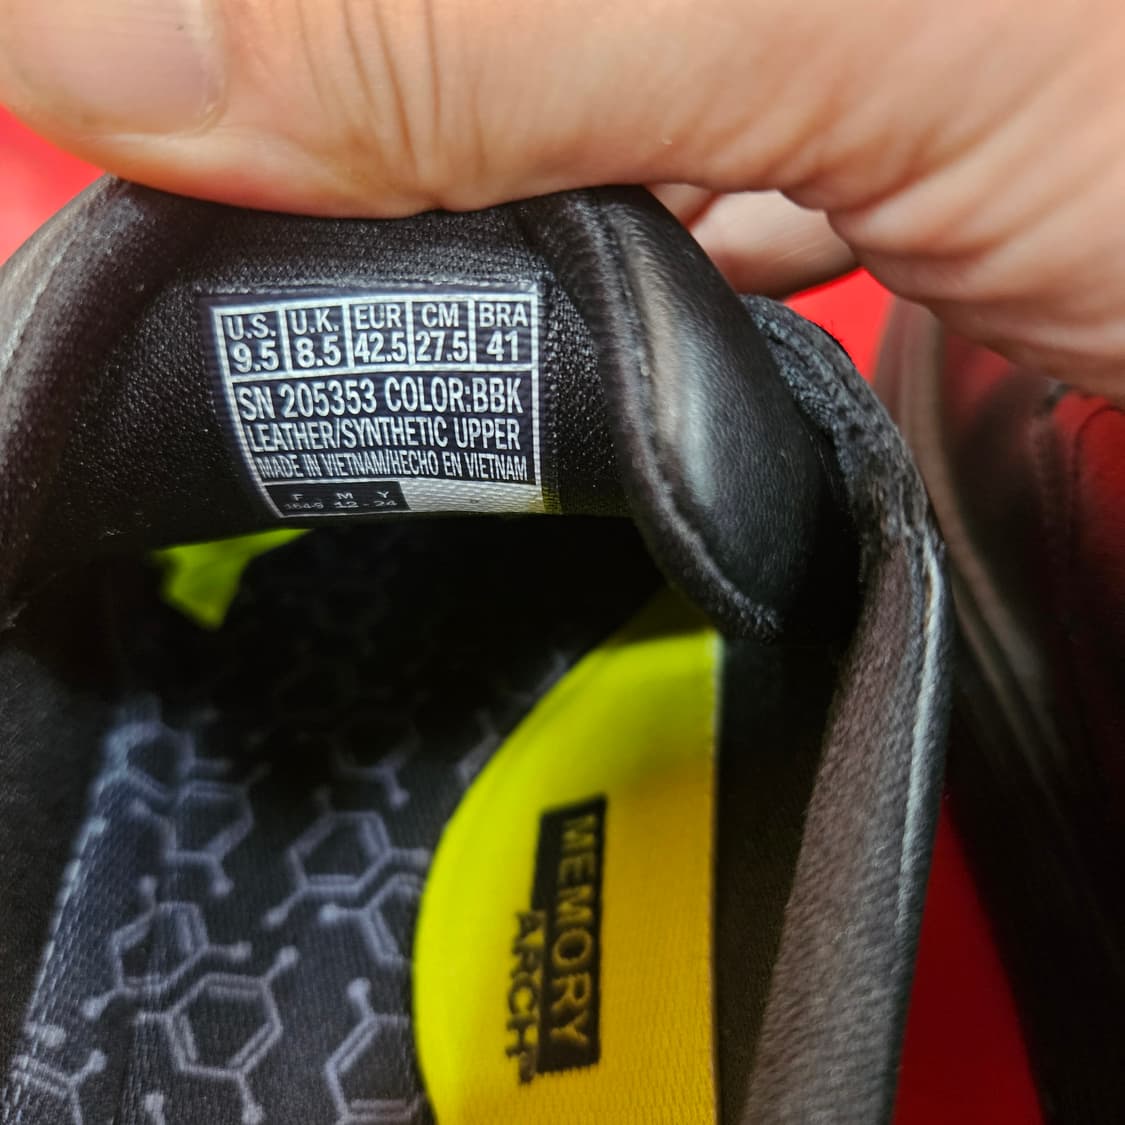 U.S. U.K. EUR CM BRA
9.5 8.5 42.5 27.5 41
SN 205353 COLOR:BBK
LEATHER/SYNTHETIC UPPER
MADE IN VIETNAM/HECHO EN VIETNAM
F M Y
12 - 24
MEMORY
ARCH